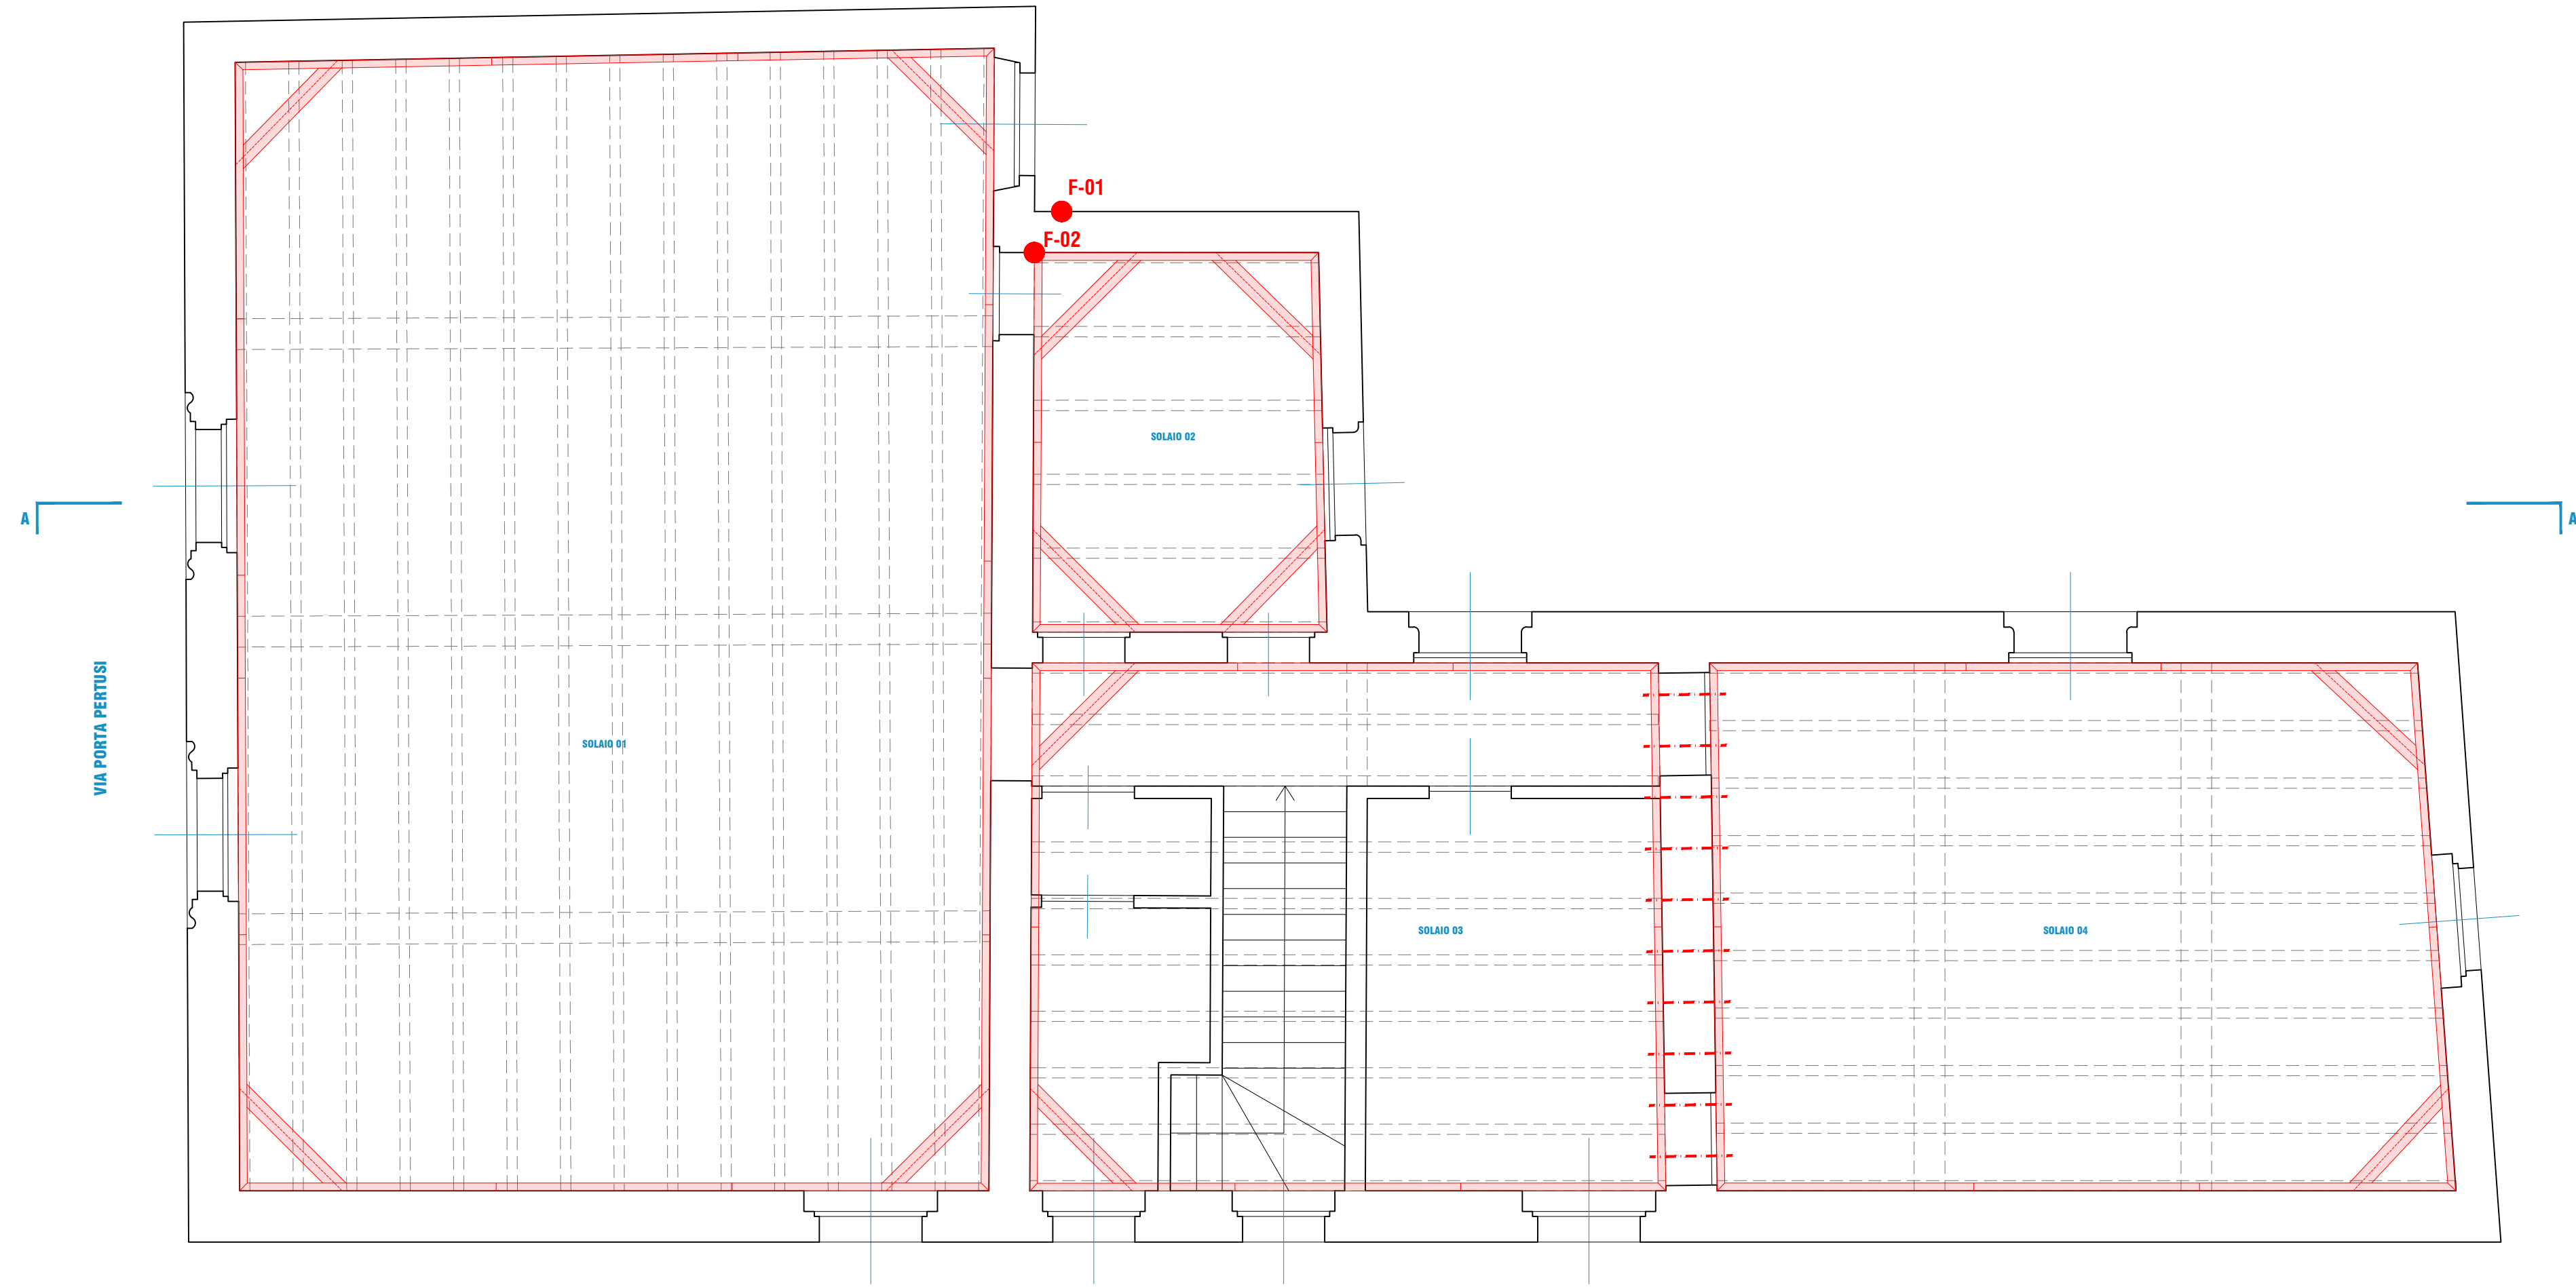 F-01
F-02
SOLAIO 02
A
A
VIA PORTA PERTUSI
SOLAIO 01
SOLAIO 03
SOLAIO 04